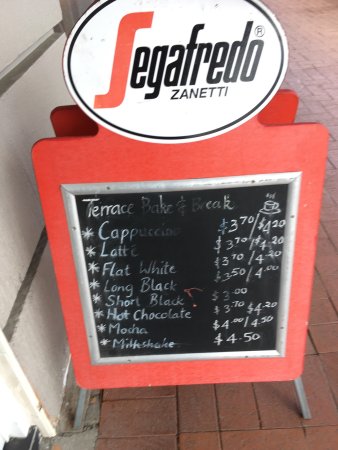 Segafredo®
ZANETTI
Terrace Bake & Break
* Cappuccino $3.70/$4.20
* Latté $3.70/$4.20
* Flat White $3.70/4.20
* Long Black $3.50/4.00
* Short Black $3.00
* Hot Chocolate $3.70 $4.20
* Mocha $4.00/4.50
* Milkshake $4.50